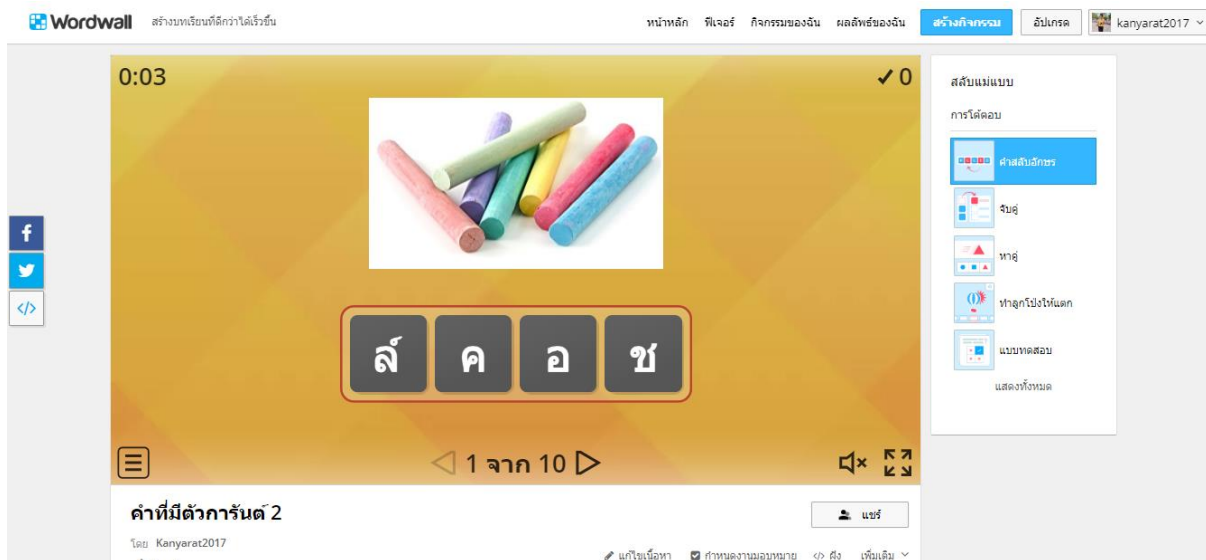 Wordwall สร้างบทเรียนที่ดีกว่าได้เร็วขึ้น หน้าหลัก ฟีเจอร์ กิจกรรมของฉัน ผลลัพธ์ของฉัน สร้างกิจกรรม อัปเกรด kanyarat2017
0:03 0
สลับแม่แบบ
การโต้ตอบ
คำสลับอักษร
จับคู่
หาคู่
ทำลูกโป่งให้แตก
แบบทดสอบ
แสดงทั้งหมด
ล์ ค อ ช
1 จาก 10
คำที่มีตัวการันต์ 2
แชร์
โดย Kanyarat2017
แก้ไขเนื้อหา กำหนดงานมอบหมาย </> ฝัง เพิ่มเติม
f
</>